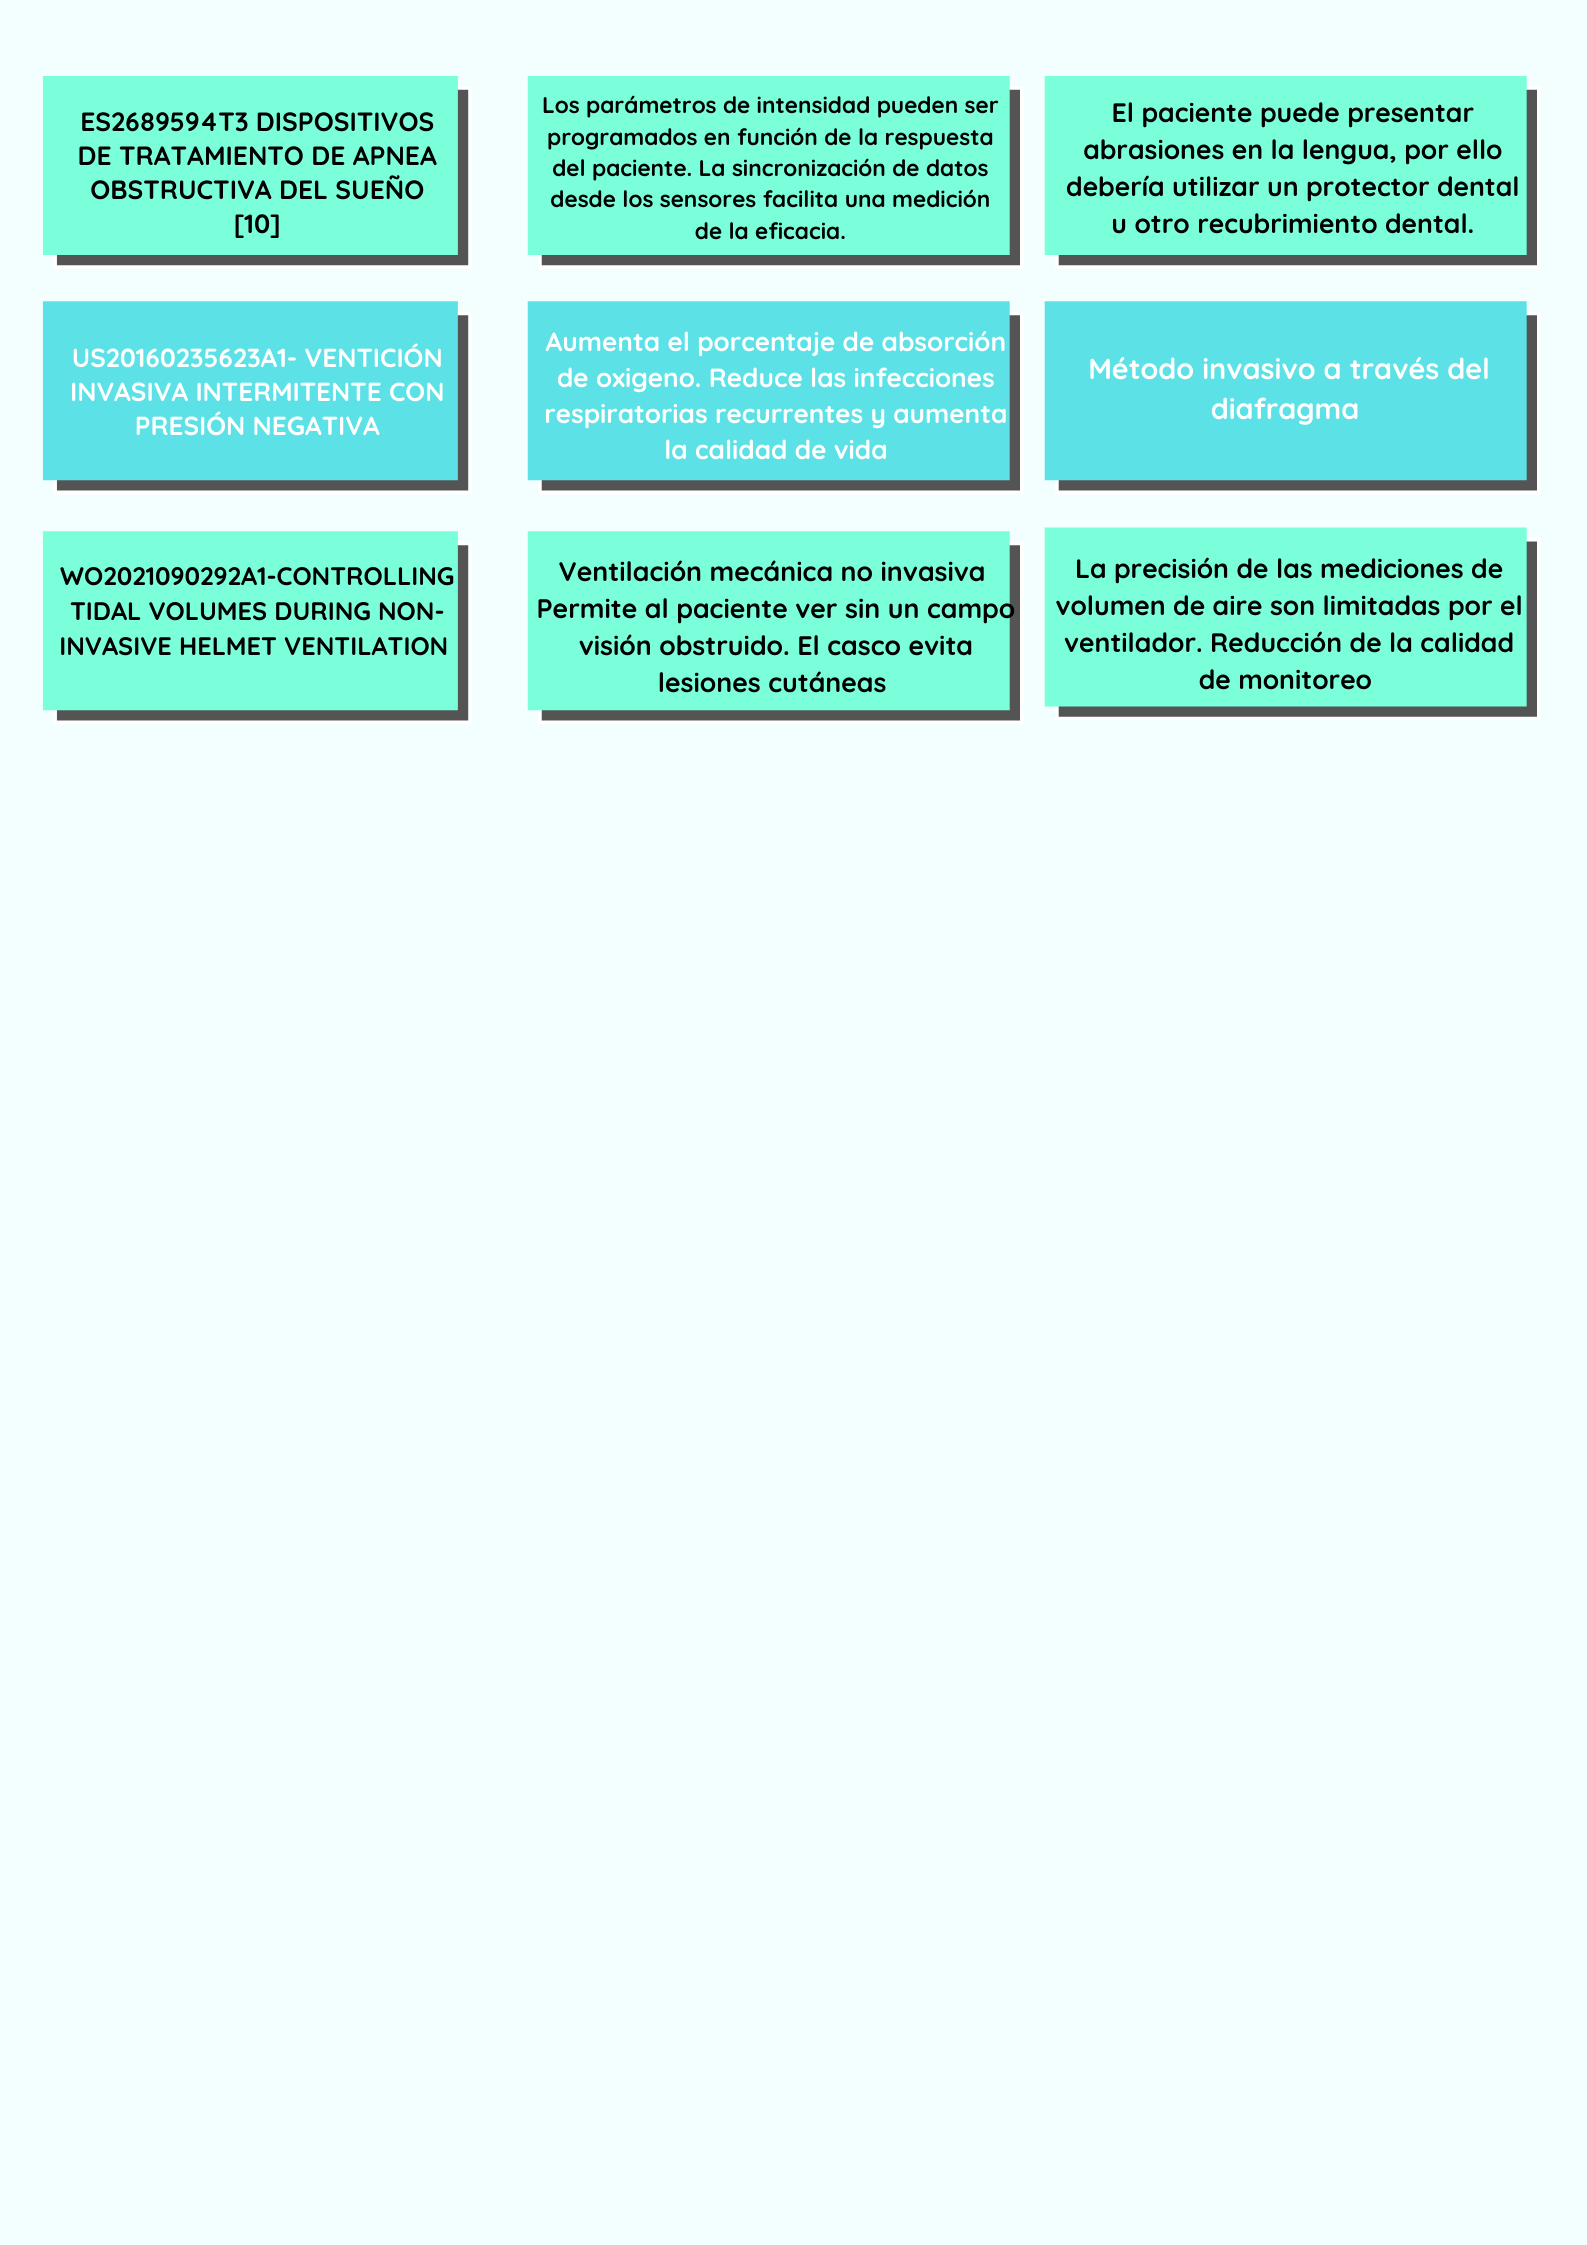 ES2689594T3 DISPOSITIVOS
DE TRATAMIENTO DE APNEA
OBSTRUCTIVA DEL SUEÑO
[10]
Los parámetros de intensidad pueden ser
programados en función de la respuesta
del paciente. La sincronización de datos
desde los sensores facilita una medición
de la eficacia.
El paciente puede presentar
abrasiones en la lengua, por ello
debería utilizar un protector dental
u otro recubrimiento dental.
US20160235623A1- VENTICIÓN
INVASIVA INTERMITENTE CON
PRESIÓN NEGATIVA
Aumenta el porcentaje de absorción
de oxigeno. Reduce las infecciones
respiratorias recurrentes y aumenta
la calidad de vida
Método invasivo a través del
diafragma
WO2021090292A1-CONTROLLING
TIDAL VOLUMES DURING NON-
INVASIVE HELMET VENTILATION
Ventilación mecánica no invasiva
Permite al paciente ver sin un campo
visión obstruido. El casco evita
lesiones cutáneas
La precisión de las mediciones de
volumen de aire son limitadas por el
ventilador. Reducción de la calidad
de monitoreo